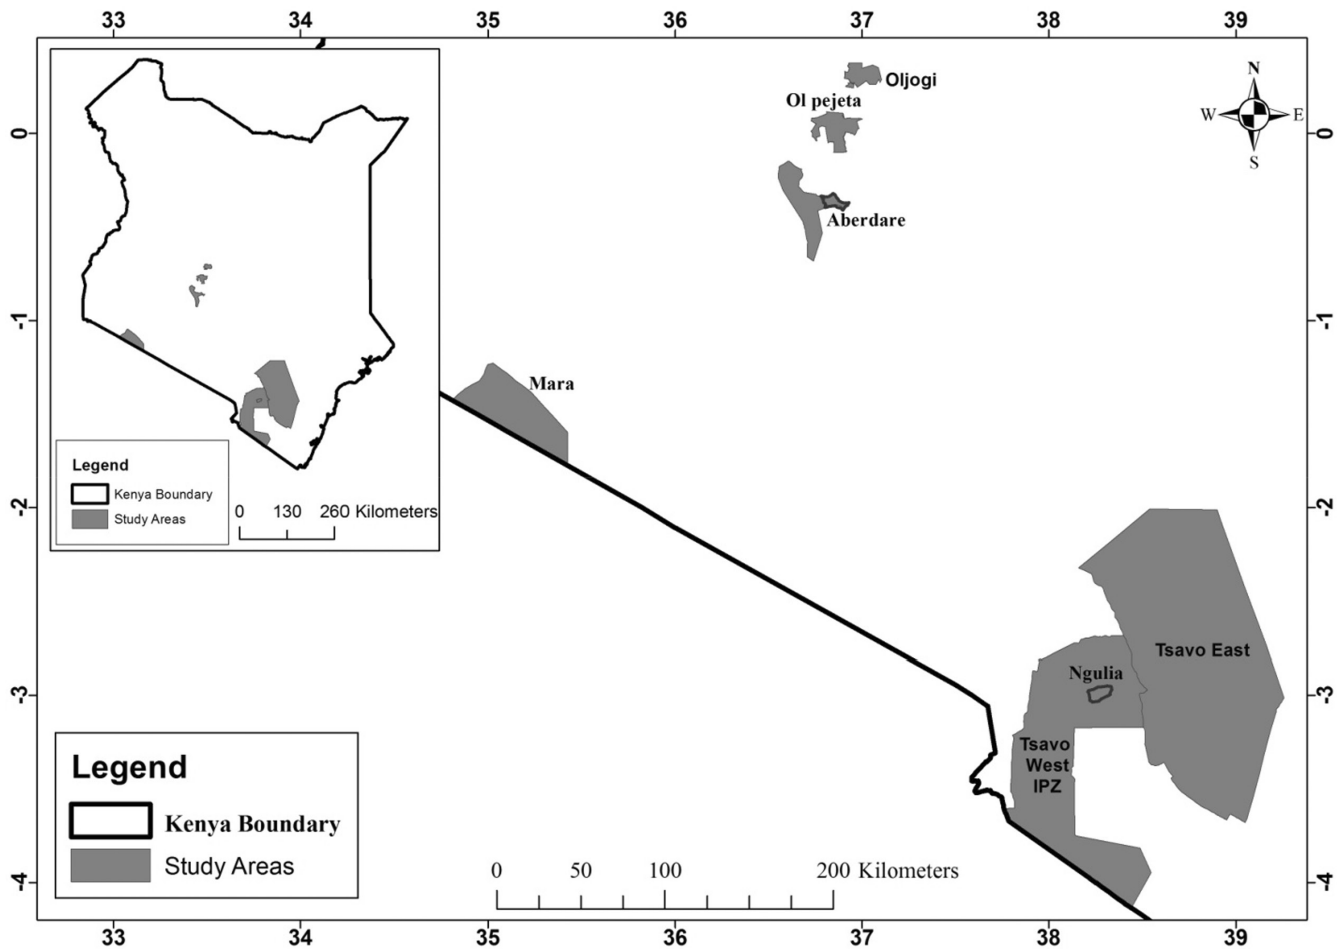 33 34 35 36 37 38 39
Oljogi
Ol pejeta
N
W E
S
0 0
Aberdare
-1 -1
Mara
Legend
Kenya Boundary
Study Areas
0 130 260 Kilometers
-2 -2
Tsavo East
Ngulia
-3 -3
Tsavo
West
IPZ
Legend
Kenya Boundary
Study Areas
0 50 100 200 Kilometers
-4 -4
33 34 35 36 37 38 39